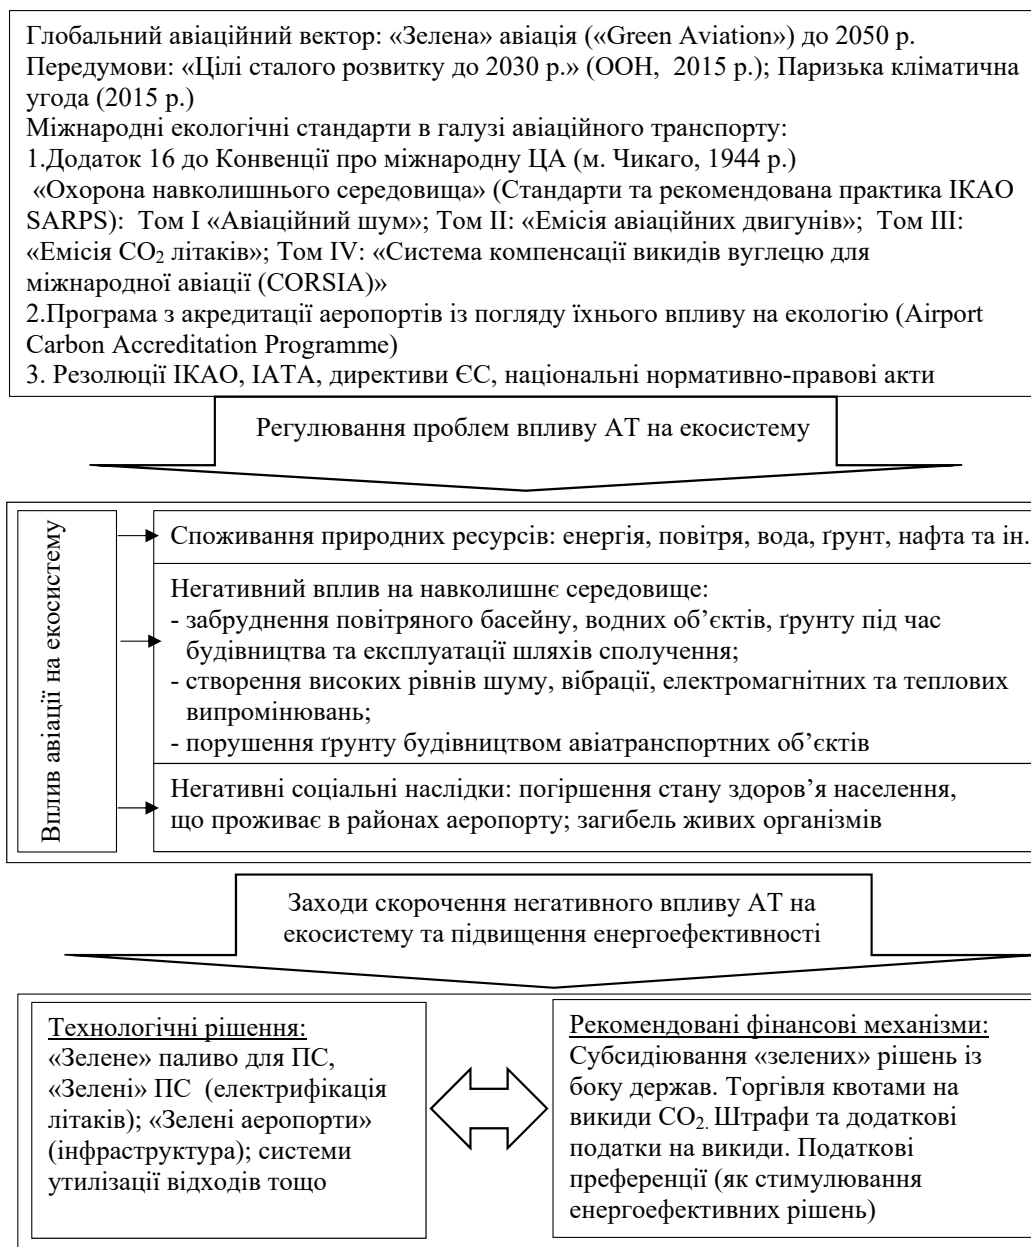 Глобальний авіаційний вектор: «Зелена» авіація («Green Aviation») до 2050 р.
Передумови: «Цілі сталого розвитку до 2030 р.» (ООН, 2015 р.); Паризька кліматична
угода (2015 р.)
Міжнародні екологічні стандарти в галузі авіаційного транспорту:
1.Додаток 16 до Конвенції про міжнародну ЦА (м. Чикаго, 1944 р.)
«Охорона навколишнього середовища» (Стандарти та рекомендована практика ІКАО
SARPS): Том I «Авіаційний шум»; Том II: «Емісія авіаційних двигунів»; Том III:
«Емісія CO₂ літаків»; Том IV: «Система компенсації викидів вуглецю для
міжнародної авіації (CORSIA)»
2.Програма з акредитації аеропортів із погляду їхнього впливу на екологію (Airport
Carbon Accreditation Programme)
3. Резолюції ІКАО, ІАТА, директиви ЄС, національні нормативно-правові акти
Регулювання проблем впливу АТ на екосистему
Вплив авіації на екосистему
Споживання природних ресурсів: енергія, повітря, вода, ґрунт, нафта та ін.
Негативний вплив на навколишнє середовище:
- забруднення повітряного басейну, водних об’єктів, ґрунту під час
будівництва та експлуатації шляхів сполучення;
- створення високих рівнів шуму, вібрації, електромагнітних та теплових
випромінювань;
- порушення ґрунту будівництвом авіатранспортних об’єктів
Негативні соціальні наслідки: погіршення стану здоров’я населення,
що проживає в районах аеропорту; загибель живих організмів
Заходи скорочення негативного впливу АТ на
екосистему та підвищення енергоефективності
Технологічні рішення:
«Зелене» паливо для ПС,
«Зелені» ПС (електрифікація
літаків); «Зелені аеропорти»
(інфраструктура); системи
утилізації відходів тощо
Рекомендовані фінансові механізми:
Субсидіювання «зелених» рішень із
боку держав. Торгівля квотами на
викиди CO₂. Штрафи та додаткові
податки на викиди. Податкові
преференції (як стимулювання
енергоефективних рішень)